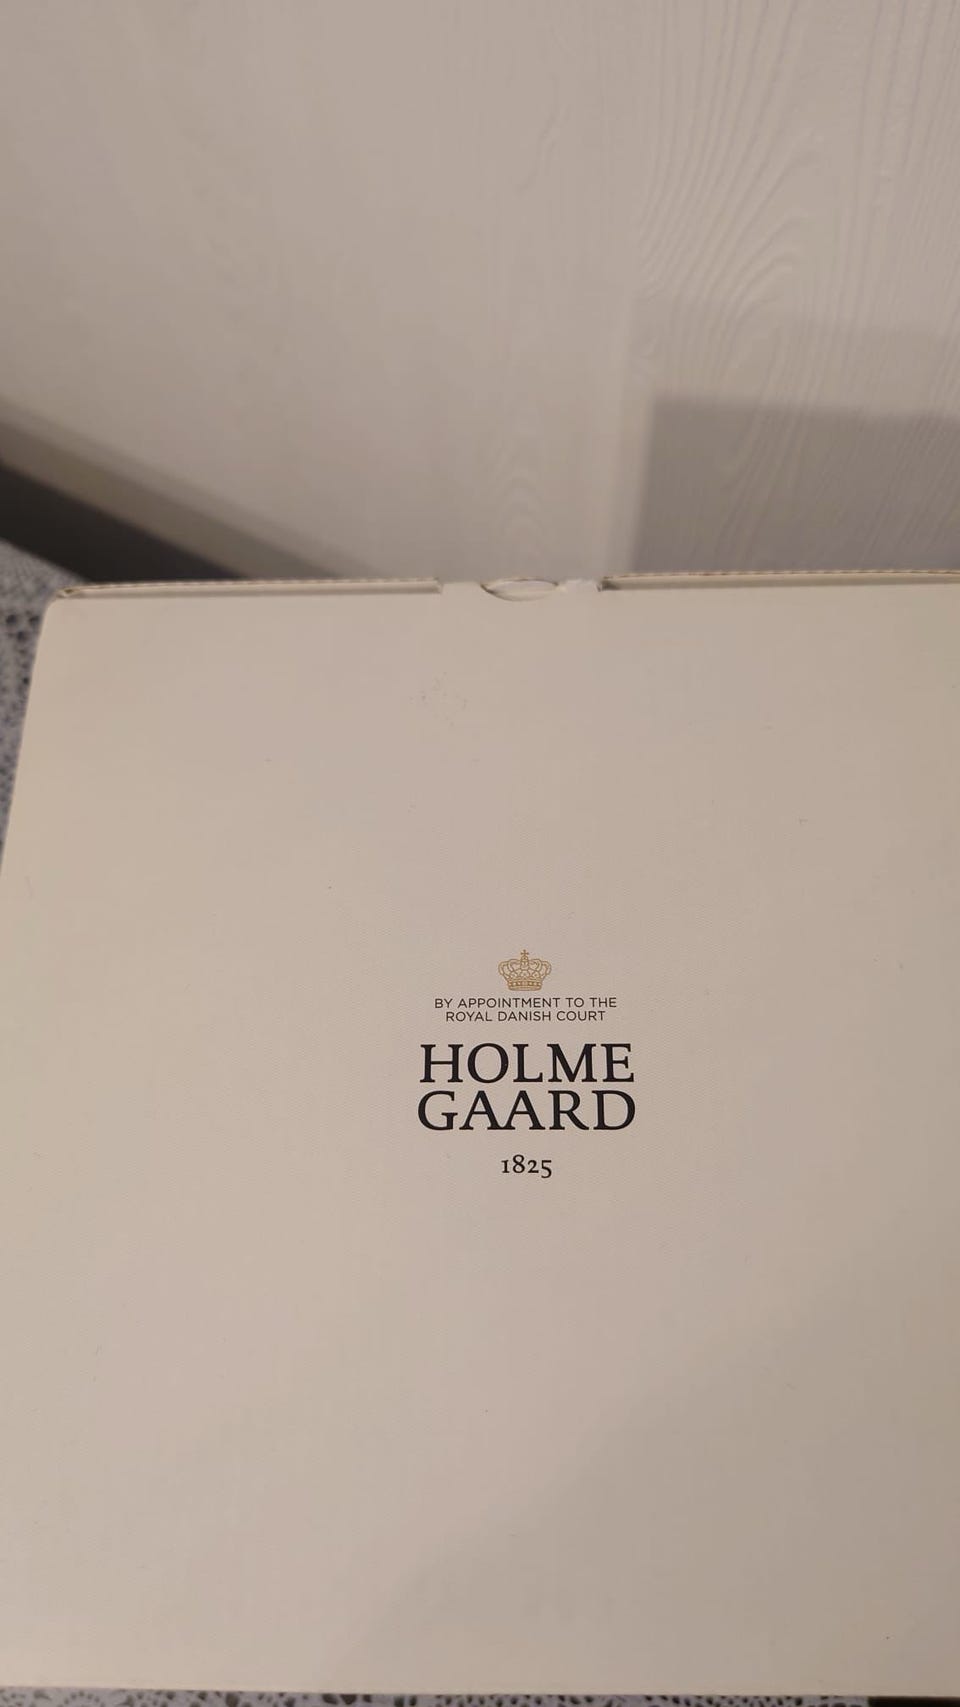 BY APPOINTMENT TO THE
ROYAL DANISH COURT
HOLME
GAARD
1825